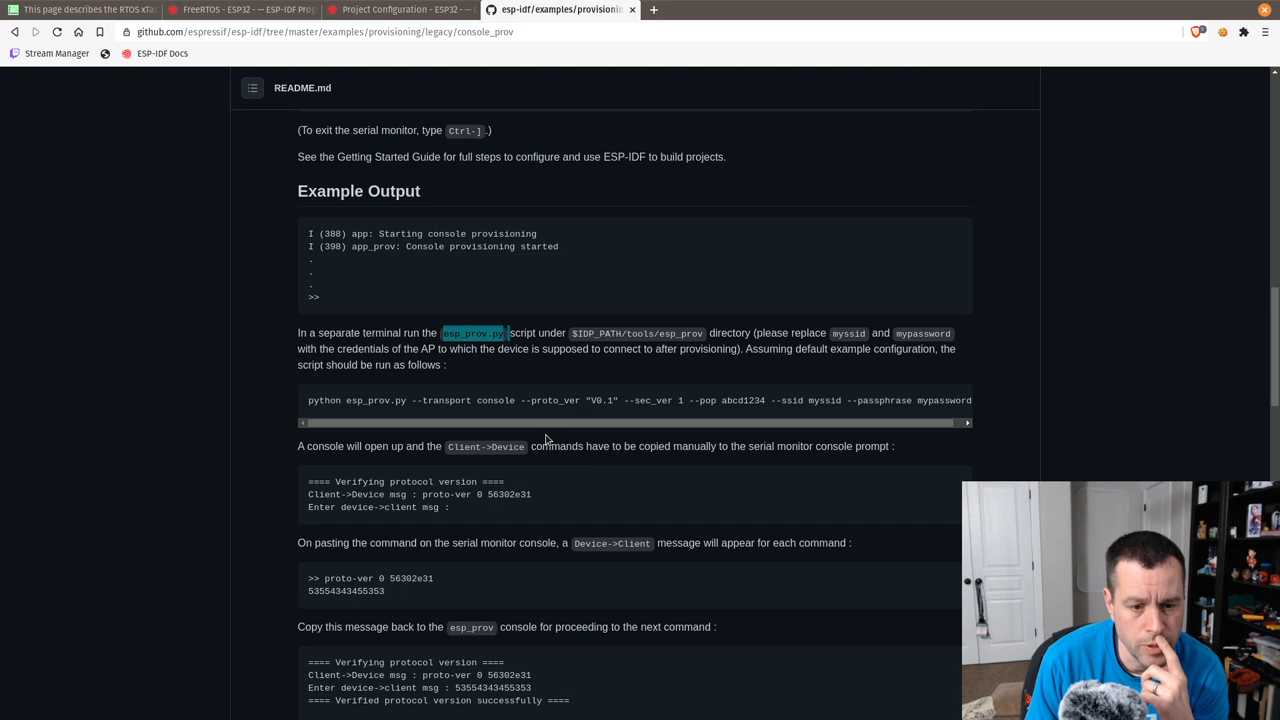 This page describes the RTOS xTas
FreeRTOS - ESP32 - — ESP-IDF Prog
Project Configuration - ESP32 - —
esp-idf/examples/provisionin
github.com/espressif/esp-idf/tree/master/examples/provisioning/legacy/console_prov
1
Stream Manager
ESP-IDF Docs
README.md
(To exit the serial monitor, type Ctrl-] .)
See the Getting Started Guide for full steps to configure and use ESP-IDF to build projects.
Example Output
I (388) app: Starting console provisioning
I (398) app_prov: Console provisioning started
.
.
.
>>
In a separate terminal run the esp_prov.py script under $IDP_PATH/tools/esp_prov directory (please replace myssid and mypassword
with the credentials of the AP to which the device is supposed to connect to after provisioning). Assuming default example configuration, the
script should be run as follows :
python esp_prov.py --transport console --proto_ver "V0.1" --sec_ver 1 --pop abcd1234 --ssid myssid --passphrase mypassword
A console will open up and the Client->Device commands have to be copied manually to the serial monitor console prompt :
==== Verifying protocol version ====
Client->Device msg : proto-ver 0 56302e31
Enter device->client msg :
On pasting the command on the serial monitor console, a Device->Client message will appear for each command :
>> proto-ver 0 56302e31
53554343455353
Copy this message back to the esp_prov console for proceeding to the next command :
==== Verifying protocol version ====
Client->Device msg : proto-ver 0 56302e31
Enter device->client msg : 53554343455353
==== Verified protocol version successfully ====